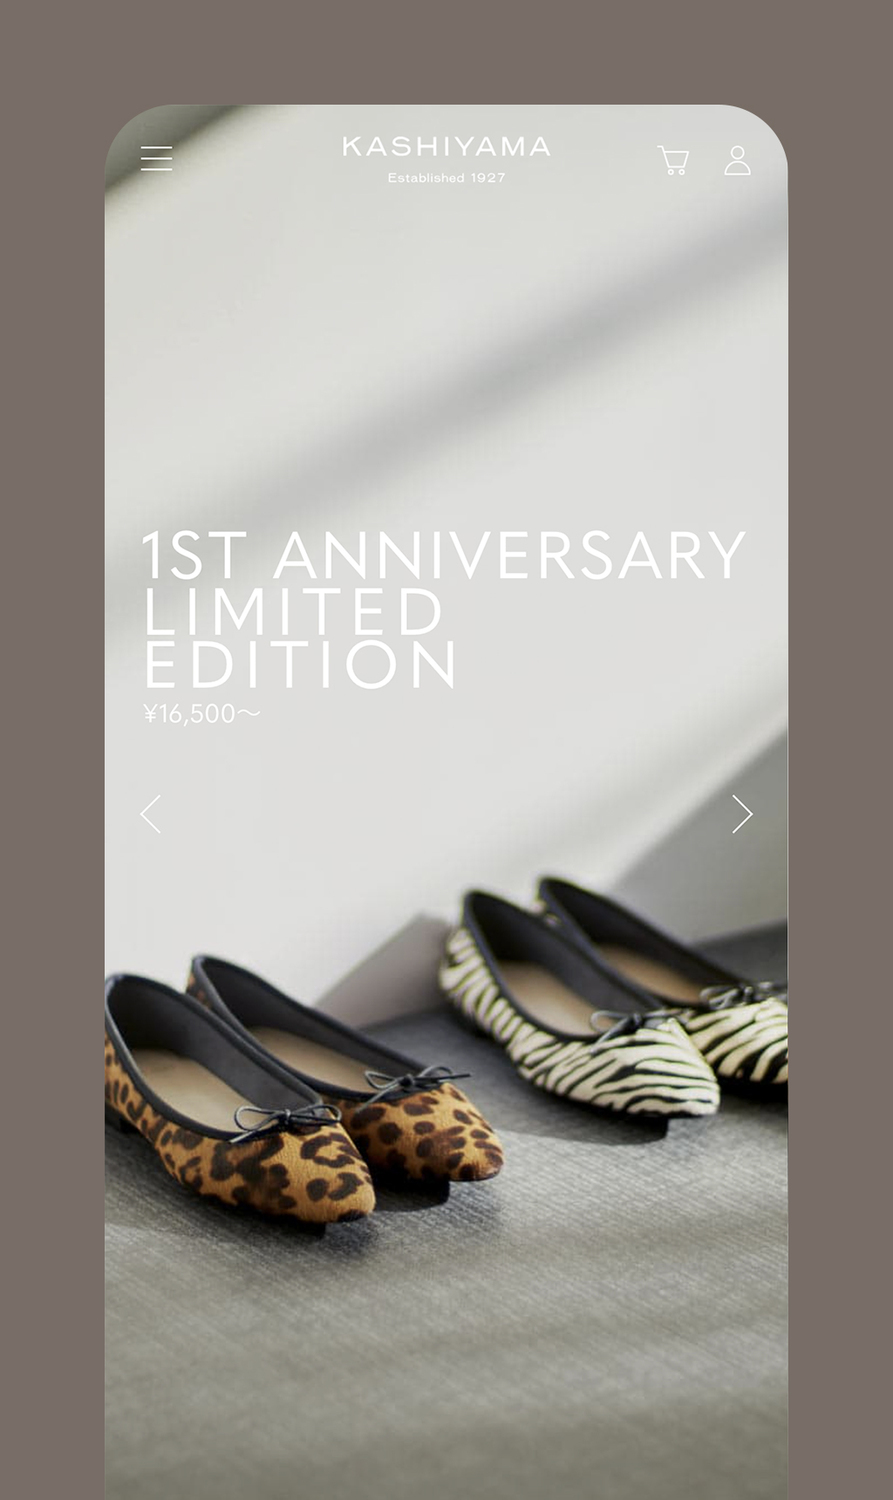 KASHIYAMA
Established 1927
1ST ANNIVERSARY
LIMITED
EDITION
¥16,500〜